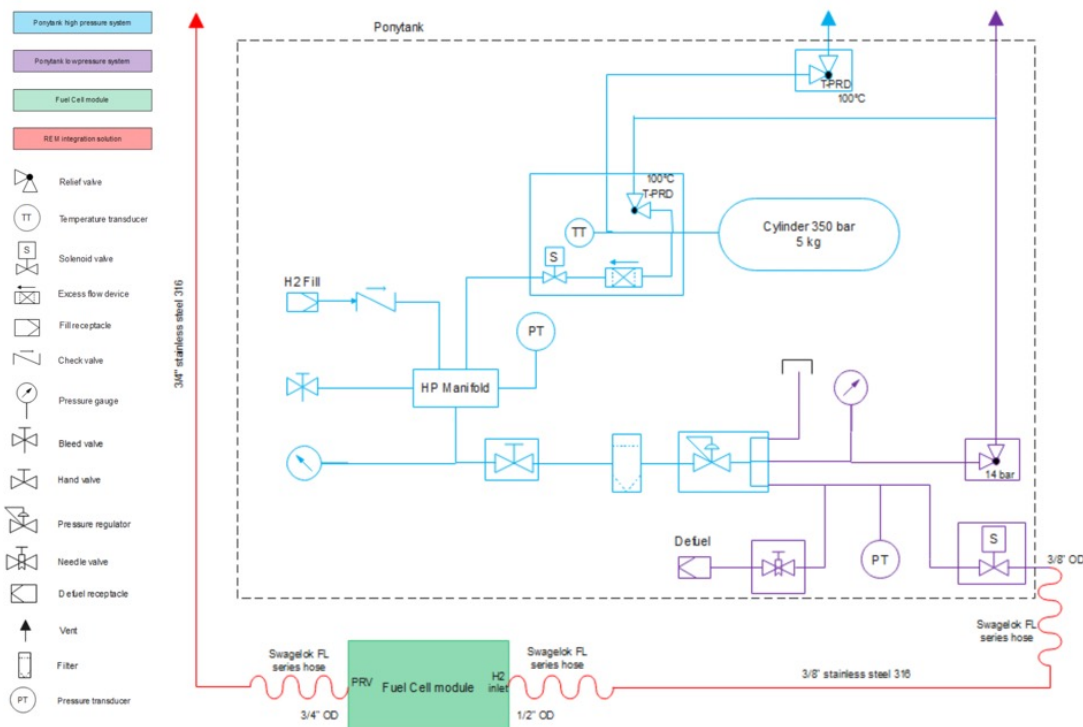 Ponytank high pressure system
Ponytank low pressure system
Fuel Cell module
REM integration solution
Relief valve
TT
Temperature transducer
S
Solenoid valve
Excess flow device
Fill receptacle
Check valve
Pressure gauge
Bleed valve
Hand valve
Pressure regulator
Needle valve
Defuel receptacle
Vent
Filter
PT
Pressure transducer
3/4" stainless steel 316
Ponytank
T-PRD
100°C
100°C
T-PRD
TT
Cylinder 350 bar
5 kg
S
H2 Fill
PT
HP Manifold
14 bar
Defuel
PT
S
3/8" OD
Swagelok FL
series hose
3/8" stainless steel 316
Swagelok FL
series hose
PRV
Fuel Cell module
H2
inlet
Swagelok FL
series hose
3/4" OD
1/2" OD